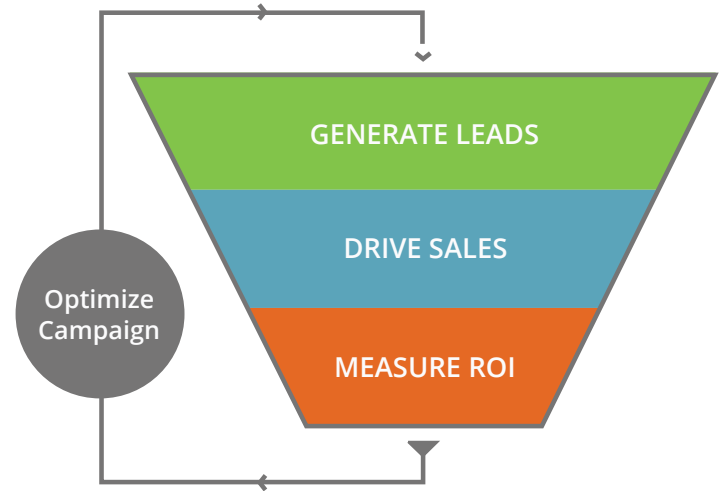 GENERATE LEADS
DRIVE SALES
Optimize
Campaign
MEASURE ROI